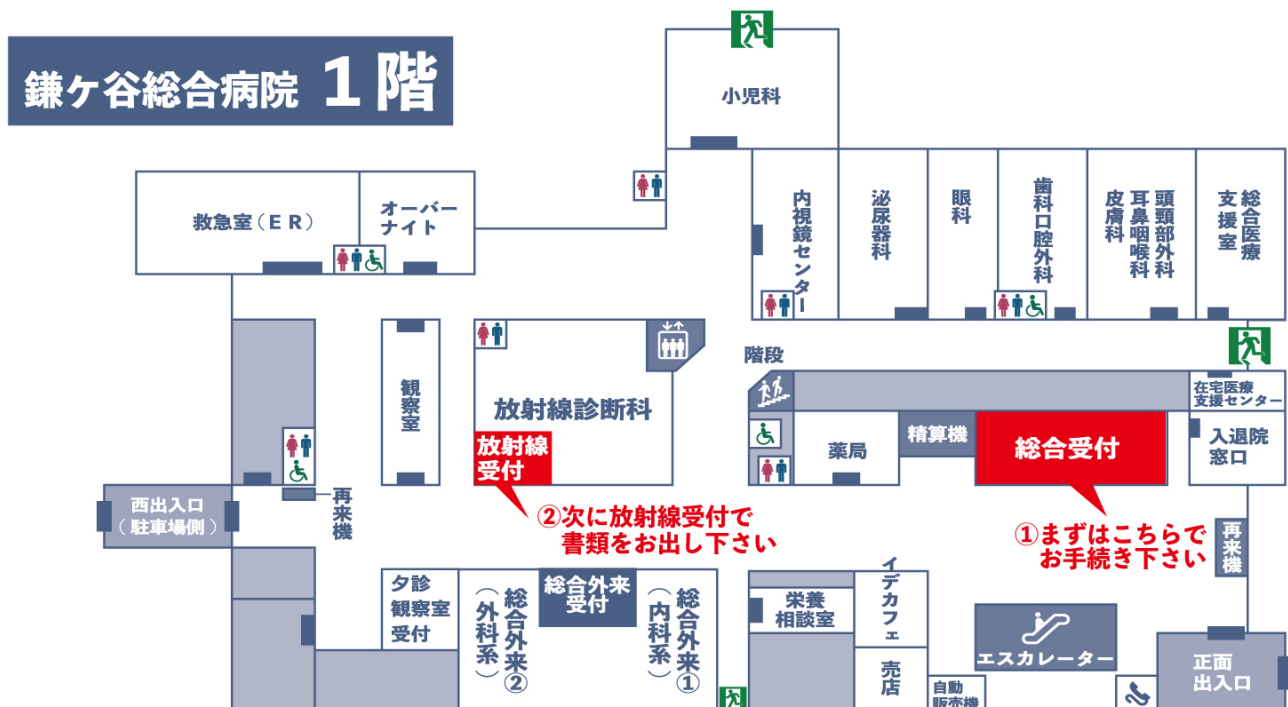 鎌ケ谷総合病院 1階
小児科
救急室(ER)
オーバー
ナイト
内視鏡センター
泌尿器科
眼科
歯科口腔外科
頭頸部外科
耳鼻咽喉科
皮膚科
総合医療
支援室
観察室
放射線診断科
放射線
受付
階段
薬局
精算機
総合受付
在宅医療
支援センター
入退院
窓口
西出入口
(駐車場側)
再来機
②次に放射線受付で
書類をお出し下さい
①まずはこちらで
お手続き下さい
再来機
夕診
観察室
受付
総合外来②
(外科系)
総合外来
受付
総合外来①
(内科系)
栄養
相談室
イデカフェ
売店
エスカレーター
自動
販売機
正面
出入口